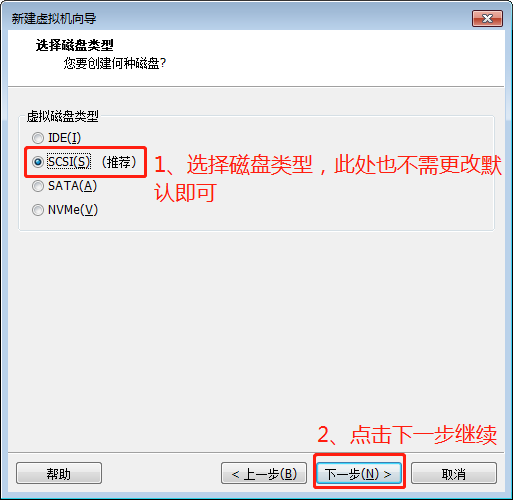 新建虚拟机向导
选择磁盘类型
您要创建何种磁盘?
虚拟磁盘类型
IDE(I)
SCSI(S) (推荐)
SATA(A)
NVMe(V)
1、选择磁盘类型，此处也不需更改默
认即可
2、点击下一步继续
帮助
< 上一步(B)
下一步(N) >
取消